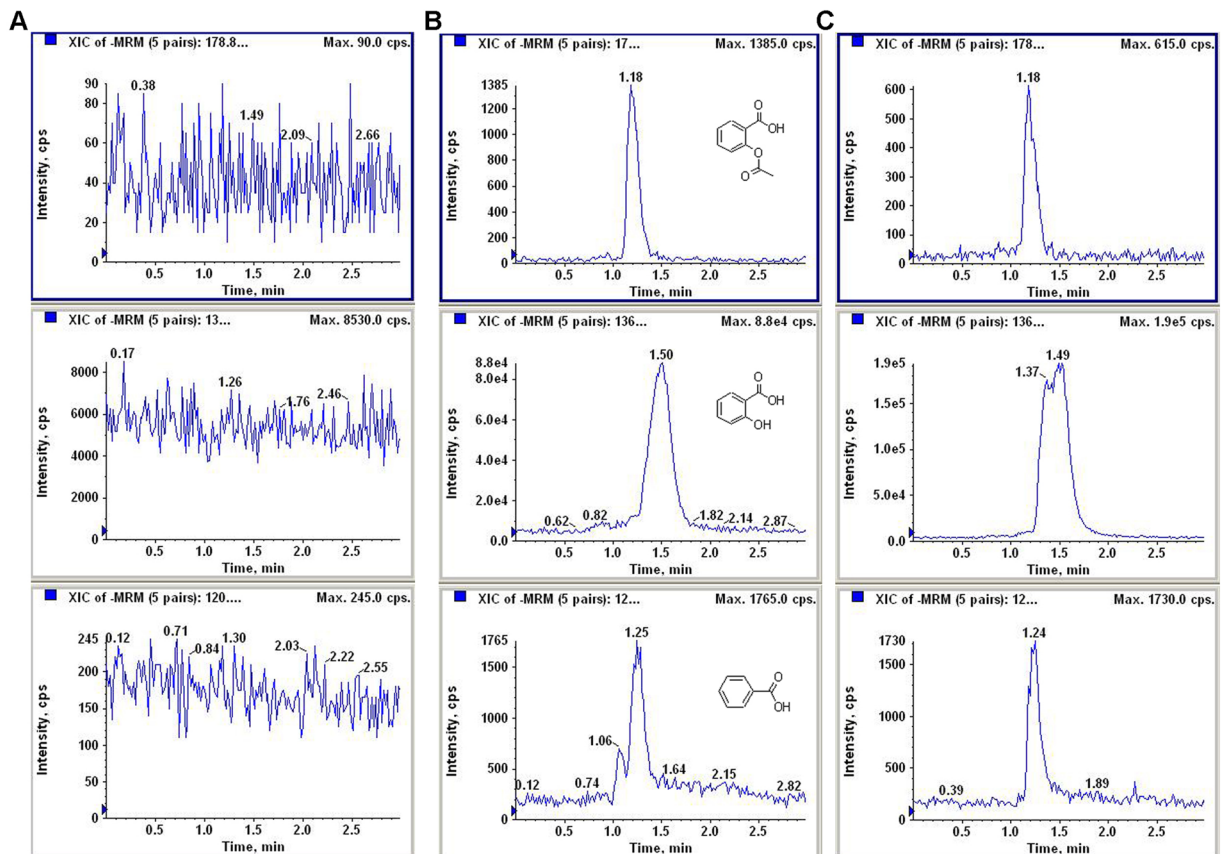 A
B
C
XIC of -MRM (5 pairs): 178.8... Max. 90.0 cps.
90
80
60
40
20
0
0.38
1.49
2.09
2.66
Intensity, cps
0.5 1.0 1.5 2.0 2.5
Time, min
XIC of -MRM (5 pairs): 17... Max. 1385.0 cps.
1385
1200
1000
800
600
400
200
0
1.18
O
OH
O
O
Intensity, cps
0.5 1.0 1.5 2.0 2.5
Time, min
XIC of -MRM (5 pairs): 178... Max. 615.0 cps.
600
500
400
300
200
100
0
1.18
Intensity, cps
0.5 1.0 1.5 2.0 2.5
Time, min
XIC of -MRM (5 pairs): 13... Max. 8530.0 cps.
8000
6000
4000
2000
0
0.17
1.26
1.76
2.46
Intensity, cps
0.5 1.0 1.5 2.0 2.5
Time, min
XIC of -MRM (5 pairs): 136... Max. 8.8e4 cps.
8.8e4
8.0e4
6.0e4
4.0e4
2.0e4
0.0
1.50
0.62
0.82
1.82
2.14
2.87
O
OH
OH
Intensity, cps
0.5 1.0 1.5 2.0 2.5
Time, min
XIC of -MRM (5 pairs): 136... Max. 1.9e5 cps.
1.9e5
1.5e5
1.0e5
5.0e4
0.0
1.37
1.49
Intensity, cps
0.5 1.0 1.5 2.0 2.5
Time, min
XIC of -MRM (5 pairs): 120.... Max. 245.0 cps.
245
200
150
100
50
0
0.12
0.71
0.84
1.30
2.03
2.22
2.55
Intensity, cps
0.5 1.0 1.5 2.0 2.5
Time, min
XIC of -MRM (5 pairs): 12... Max. 1765.0 cps.
1765
1500
1000
500
0
0.12
0.74
1.06
1.25
1.64
2.15
2.82
O
OH
Intensity, cps
0.5 1.0 1.5 2.0 2.5
Time, min
XIC of -MRM (5 pairs): 12... Max. 1730.0 cps.
1730
1500
1000
500
0
0.39
1.24
1.89
Intensity, cps
0.5 1.0 1.5 2.0 2.5
Time, min